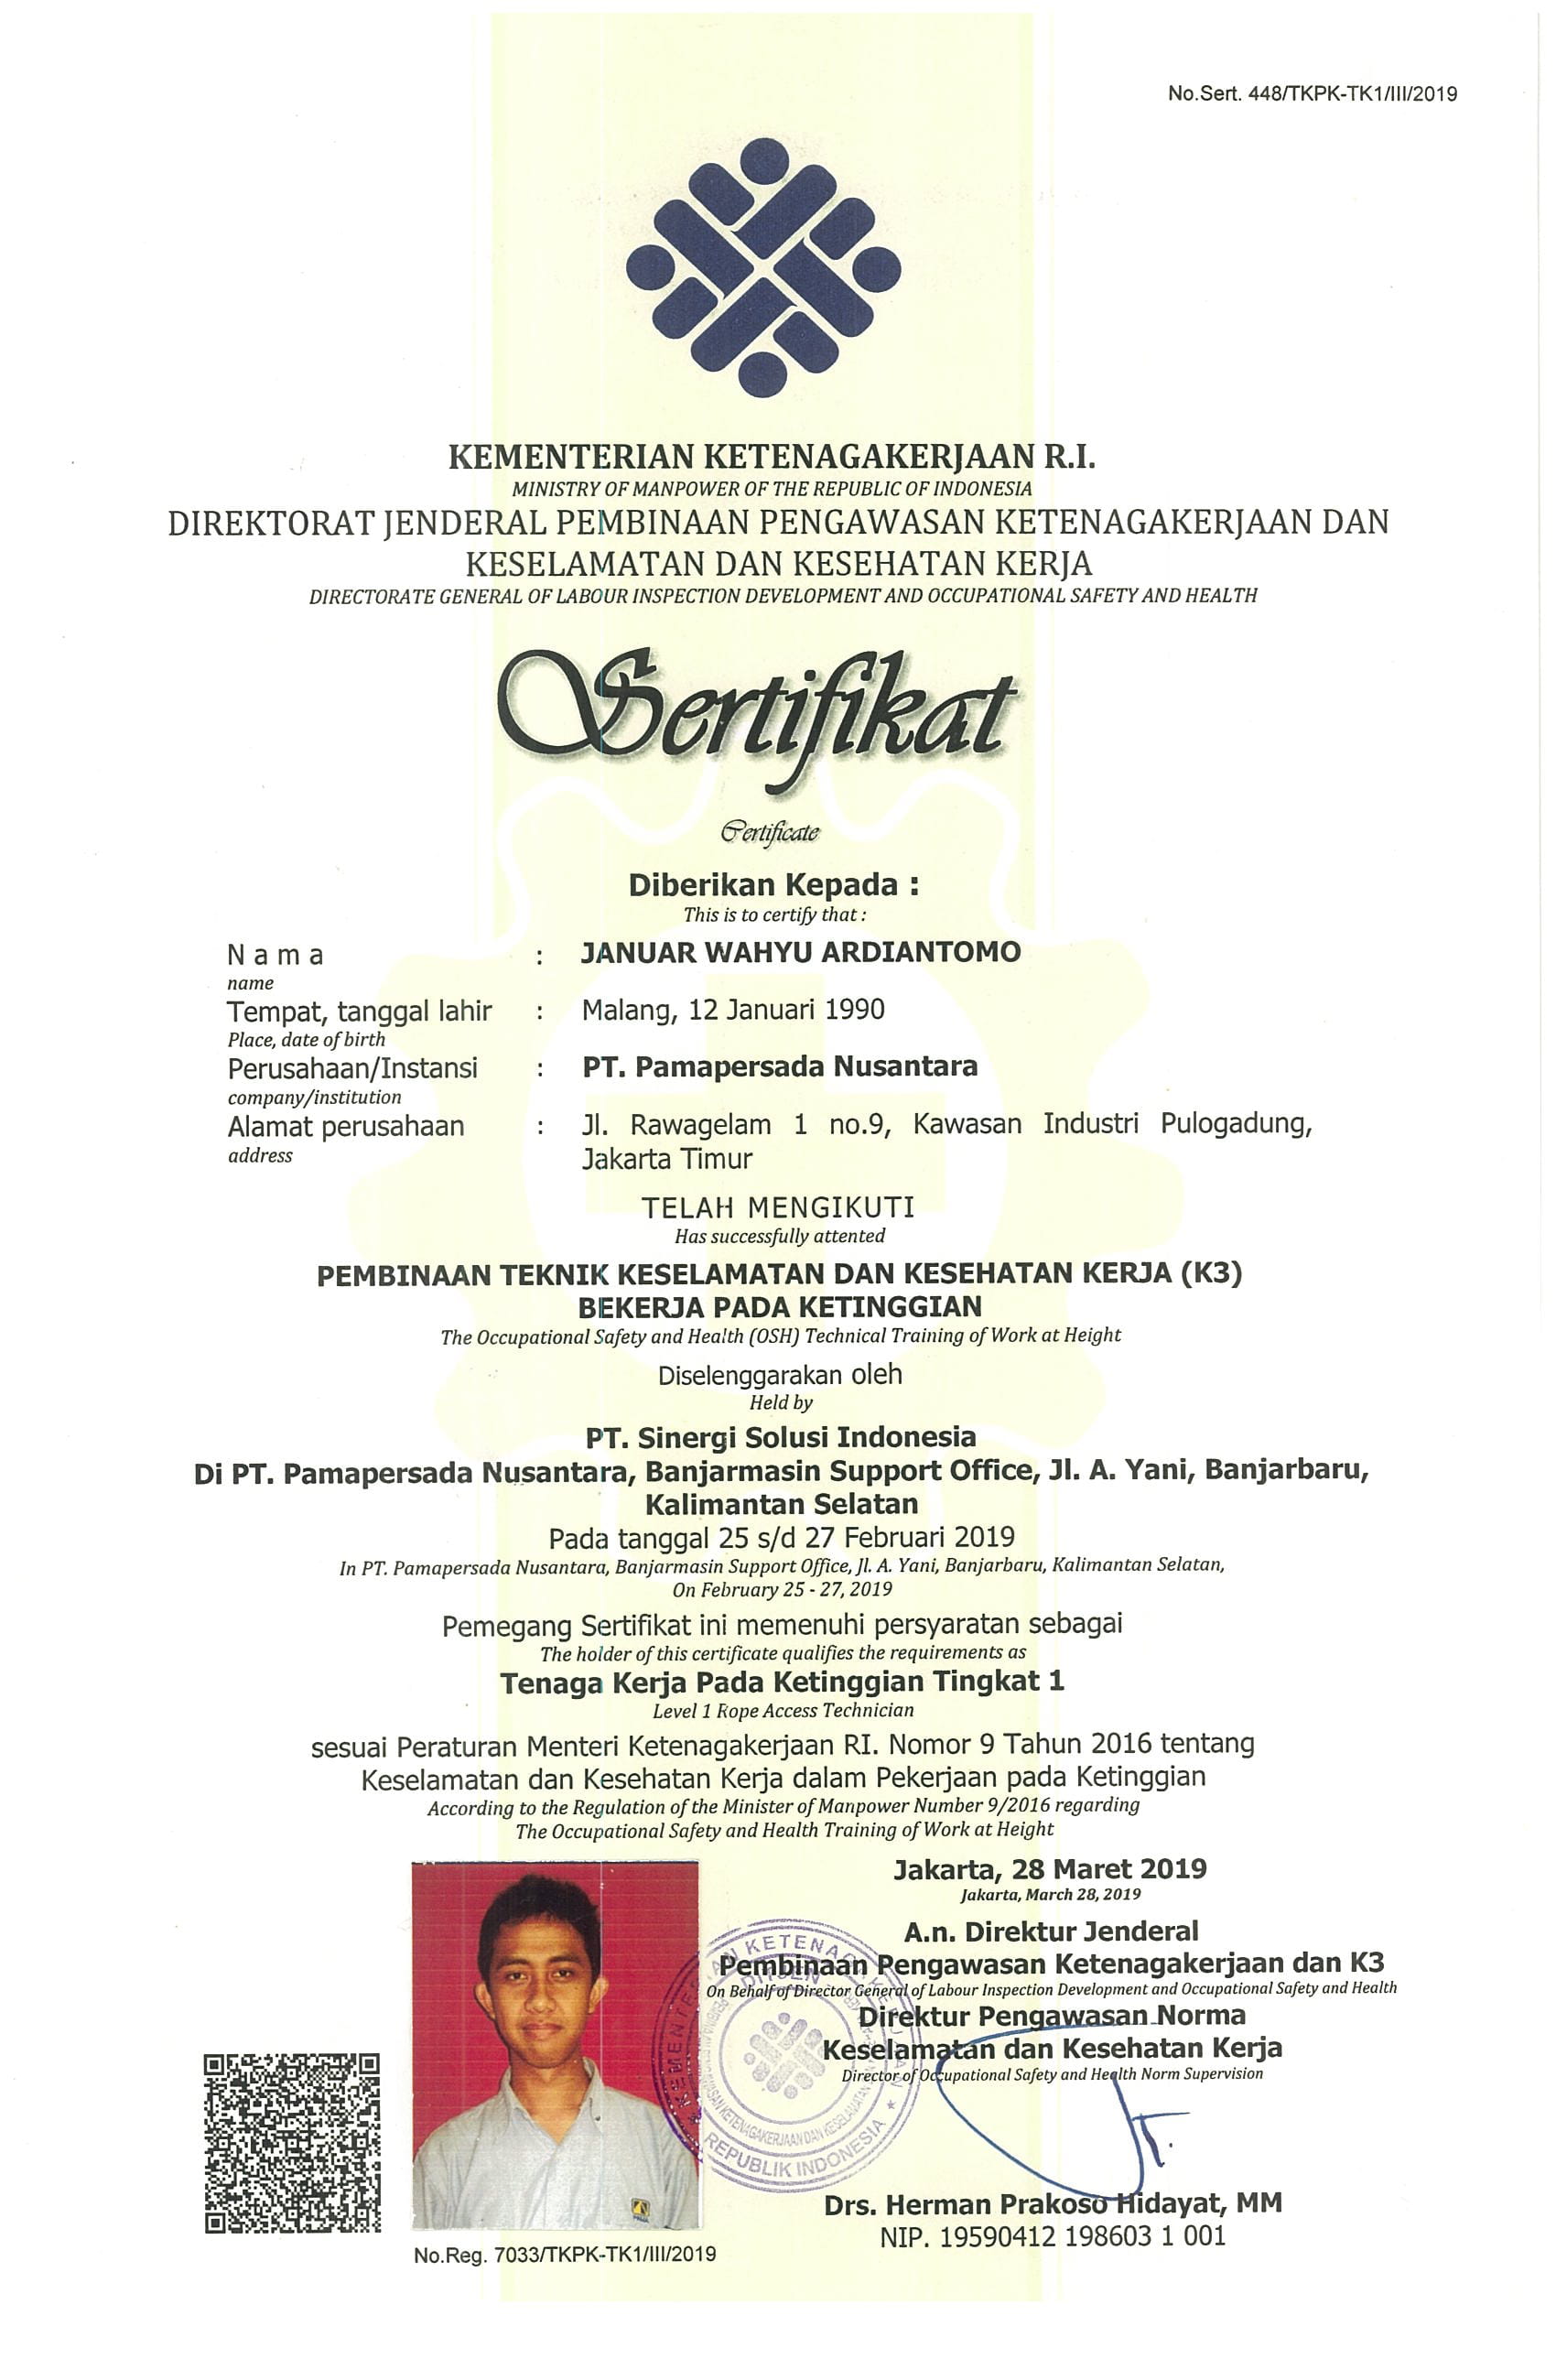 No.Sert. 448/TKPK-TK1/III/2019
KEMENTERIAN KETENAGAKERJAAN R.I.
MINISTRY OF MANPOWER OF THE REPUBLIC OF INDONESIA
DIREKTORAT JENDERAL PEMBINAAN PENGAWASAN KETENAGAKERJAAN DAN
KESELAMATAN DAN KESEHATAN KERJA
DIRECTORATE GENERAL OF LABOUR INSPECTION DEVELOPMENT AND OCCUPATIONAL SAFETY AND HEALTH
Sertifikat
Certificate
Diberikan Kepada :
This is to certify that :
N a m a : JANUAR WAHYU ARDIANTOMO
name
Tempat, tanggal lahir : Malang, 12 Januari 1990
Place, date of birth
Perusahaan/Instansi : PT. Pamapersada Nusantara
company/institution
Alamat perusahaan : Jl. Rawagelam 1 no.9, Kawasan Industri Pulogadung,
address
Jakarta Timur
TELAH MENGIKUTI
Has successfully attented
PEMBINAAN TEKNIK KESELAMATAN DAN KESEHATAN KERJA (K3)
BEKERJA PADA KETINGGIAN
The Occupational Safety and Health (OSH) Technical Training of Work at Height
Diselenggarakan oleh
Held by
PT. Sinergi Solusi Indonesia
Di PT. Pamapersada Nusantara, Banjarmasin Support Office, Jl. A. Yani, Banjarbaru,
Kalimantan Selatan
Pada tanggal 25 s/d 27 Februari 2019
In PT. Pamapersada Nusantara, Banjarmasin Support Office, Jl. A. Yani, Banjarbaru, Kalimantan Selatan,
On February 25 - 27, 2019
Pemegang Sertifikat ini memenuhi persyaratan sebagai
The holder of this certificate qualifies the requirements as
Tenaga Kerja Pada Ketinggian Tingkat 1
Level 1 Rope Access Technician
sesuai Peraturan Menteri Ketenagakerjaan RI. Nomor 9 Tahun 2016 tentang
Keselamatan dan Kesehatan Kerja dalam Pekerjaan pada Ketinggian
According to the Regulation of the Minister of Manpower Number 9/2016 regarding
The Occupational Safety and Health Training of Work at Height
Jakarta, 28 Maret 2019
Jakarta, March 28, 2019
A.n. Direktur Jenderal
Pembinaan Pengawasan Ketenagakerjaan dan K3
On Behalf of Director General of Labour Inspection Development and Occupational Safety and Health
Direktur Pengawasan Norma
Keselamatan dan Kesehatan Kerja
Director of Occupational Safety and Health Norm Supervision
KEMENTERIAN KETENAGAKERJAAN
REPUBLIK INDONESIA
Drs. Herman Prakoso Hidayat, MM
NIP. 19590412 198603 1 001
No.Reg. 7033/TKPK-TK1/III/2019